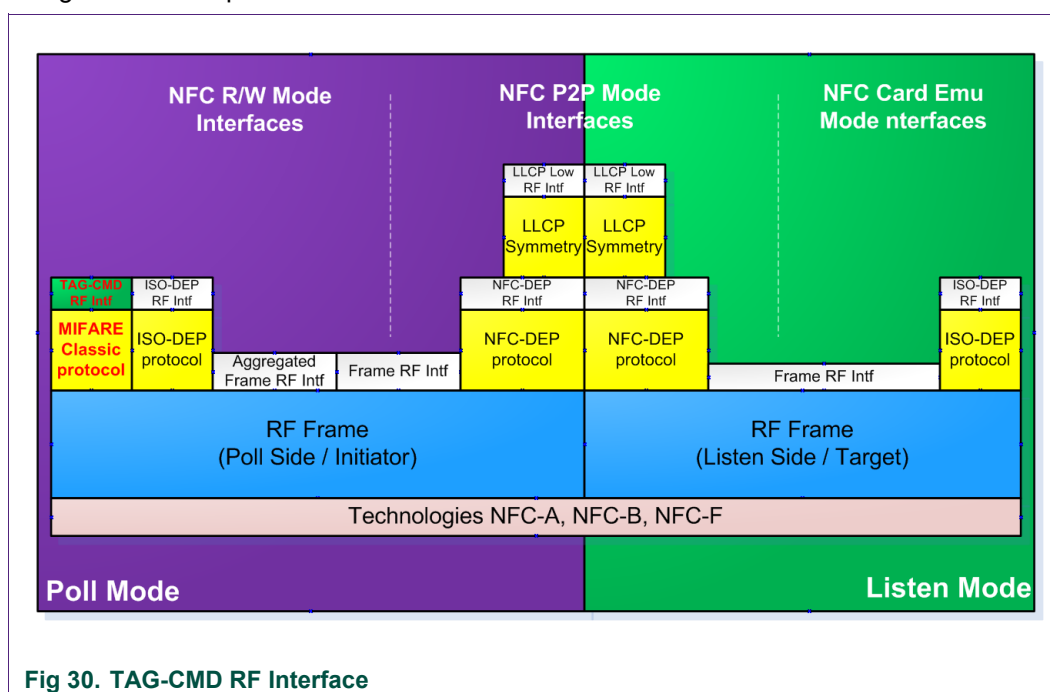 NFC R/W Mode
Interfaces
NFC P2P Mode
Interfaces
NFC Card Emu
Mode nterfaces
LLCP Low
RF Intf
LLCP Low
RF Intf
LLCP
Symmetry
LLCP
Symmetry
TAG-CMD
RF Intf
ISO-DEP
RF Intf
NFC-DEP
RF Intf
NFC-DEP
RF Intf
ISO-DEP
RF Intf
MIFARE
Classic
protocol
ISO-DEP
protocol
Aggregated
Frame RF Intf
Frame RF Intf
NFC-DEP
protocol
NFC-DEP
protocol
Frame RF Intf
ISO-DEP
protocol
RF Frame
(Poll Side / Initiator)
RF Frame
(Listen Side / Target)
Technologies NFC-A, NFC-B, NFC-F
Poll Mode
Listen Mode
Fig 30. TAG-CMD RF Interface